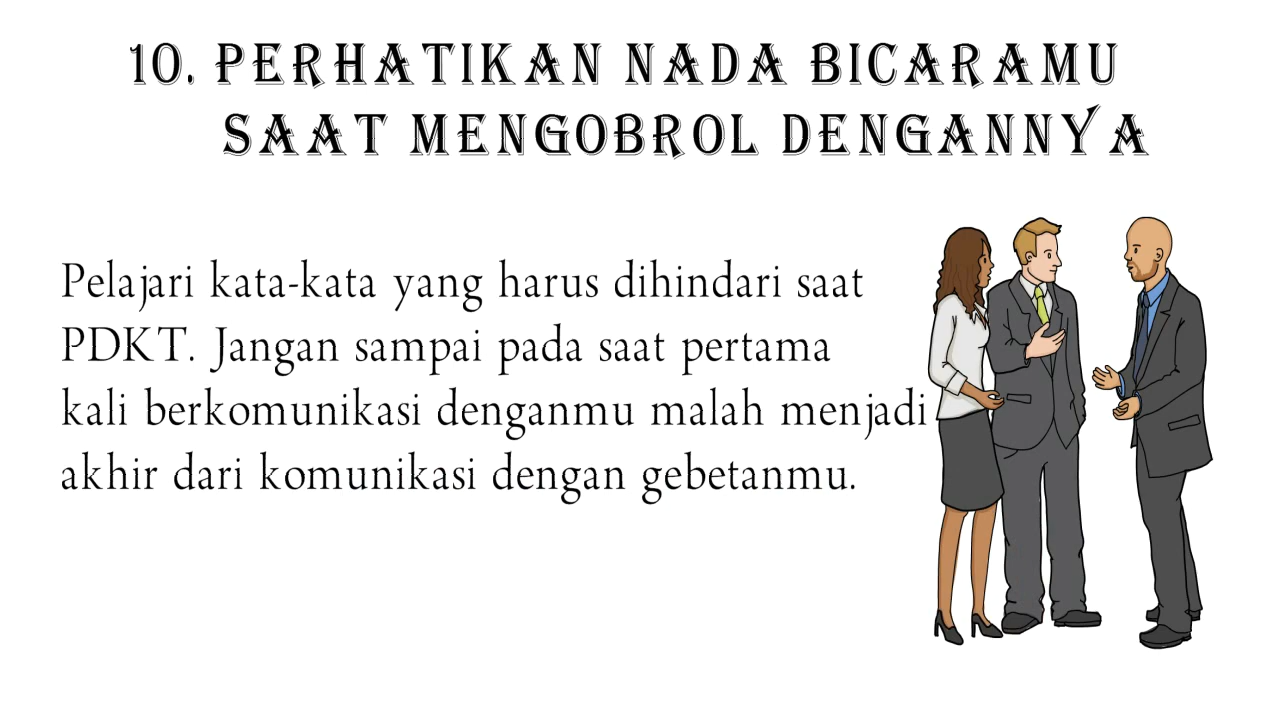 10. PERHATIKAN NADA BICARAMU
SAAT MENGOBROL DENGANNYA
Pelajari kata-kata yang harus dihindari saat
PDKT. Jangan sampai pada saat pertama
kali berkomunikasi denganmu malah menjadi
akhir dari komunikasi dengan gebetanmu.